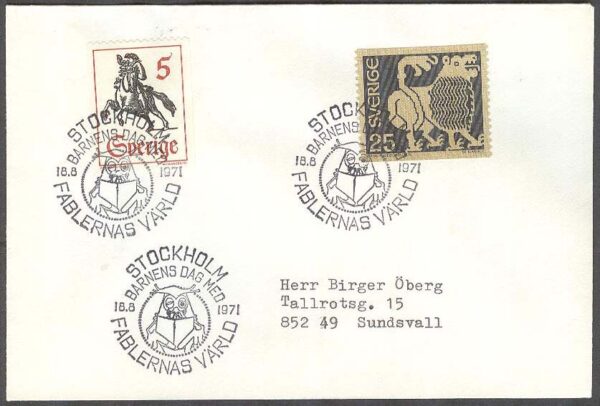 5
Sverige
SVERIGE
25
STOCKHOLM
BARNENS DAG
18.8 1971
FABLERNAS VÄRLD
STOCKHOLM
BARNENS DAG
18.8 1971
FABLERNAS VÄRLD
STOCKHOLM
BARNENS DAG MED
18.8 1971
FABLERNAS VÄRLD
Herr Birger Öberg
Tallrotsg. 15
852 49 Sundsvall